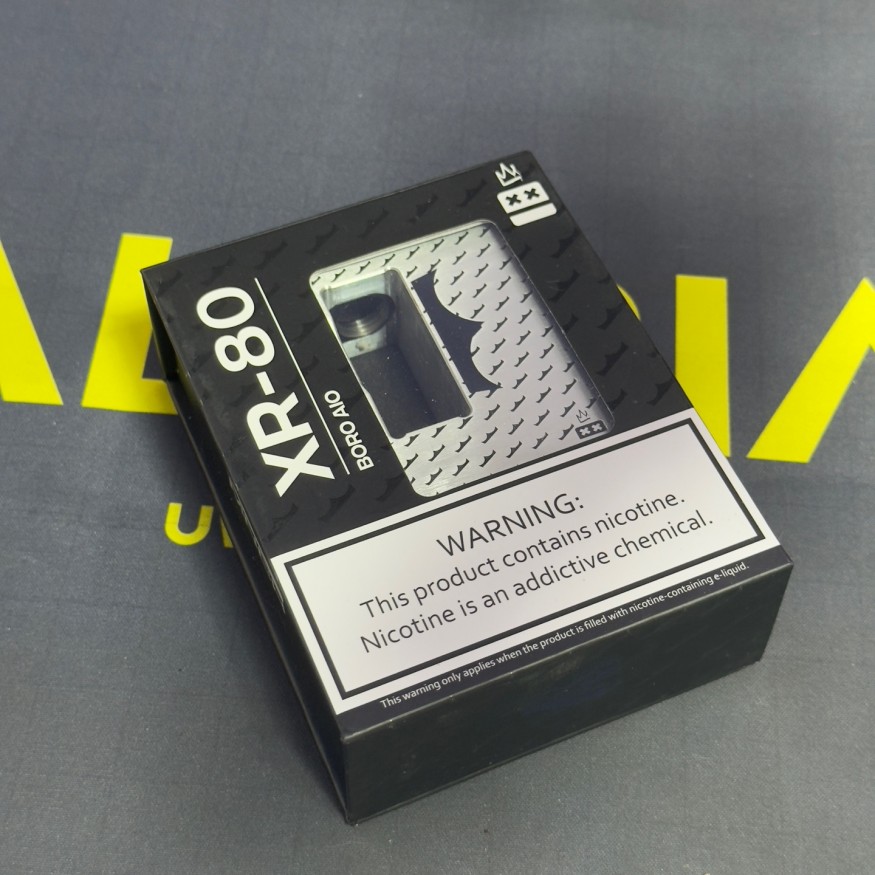 XR-80
BORO AIO
WARNING:
This product contains nicotine.
Nicotine is an addictive chemical.
This warning only applies when the product is filled with nicotine-containing e-liquid.